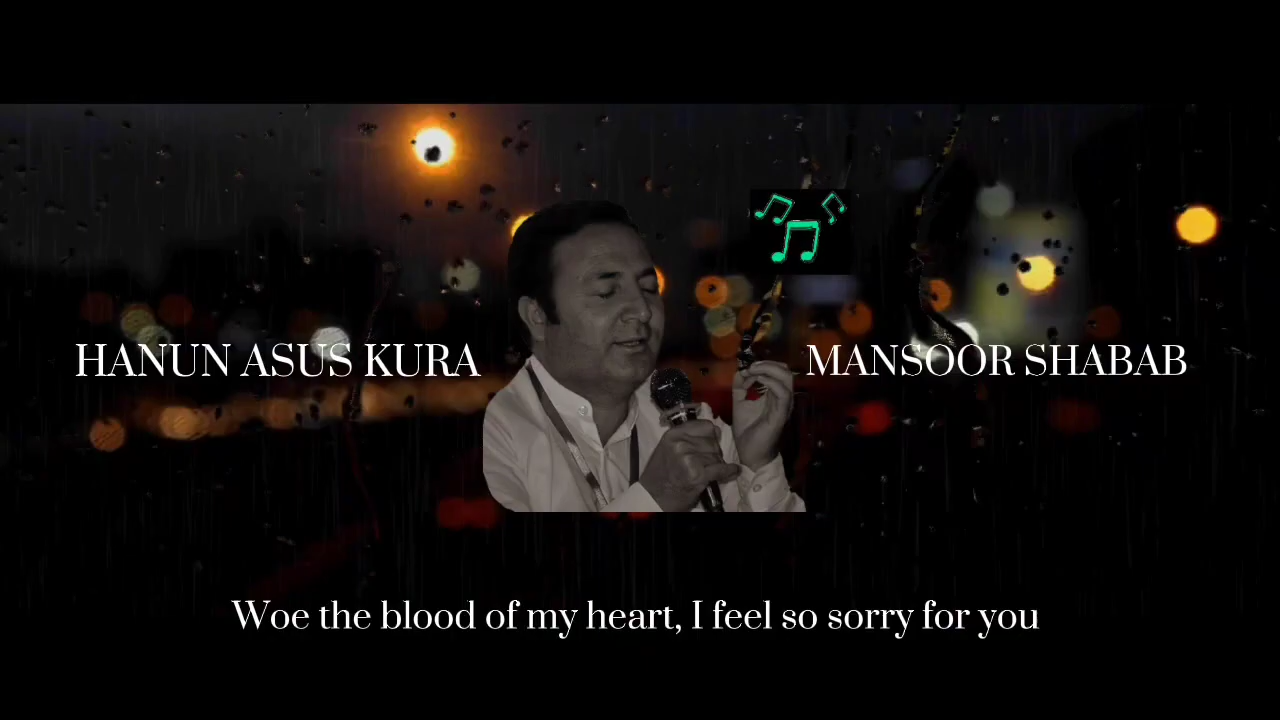 HANUN ASUS KURA
MANSOOR SHABAB
Woe the blood of my heart, I feel so sorry for you